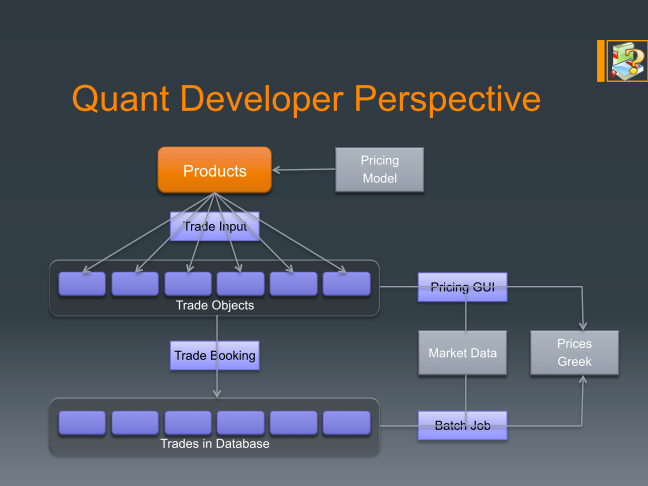 Quant Developer Perspective
Products
Pricing
Model
Trade Input
Trade Objects
Pricing GUI
Trade Booking
Market Data
Prices
Greek
Batch Job
Trades in Database